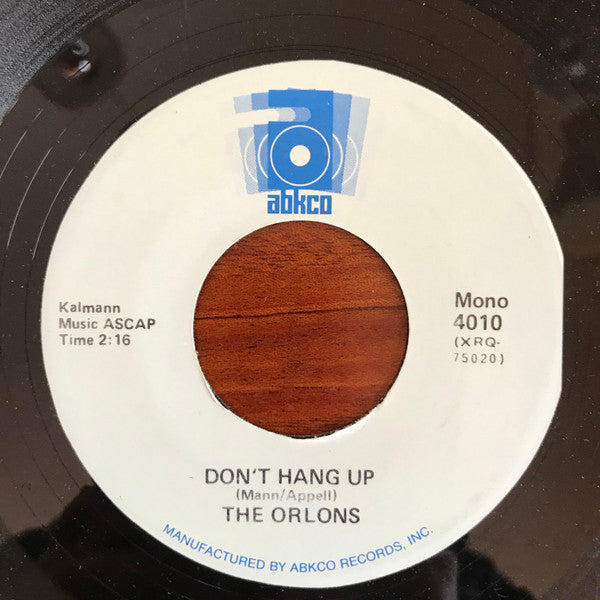 abkco
Kalmann
Music ASCAP
Time 2:16
Mono
4010
(XRQ-
75020)
DON'T HANG UP
(Mann/Appell)
THE ORLONS
MANUFACTURED BY ABKCO RECORDS, INC.